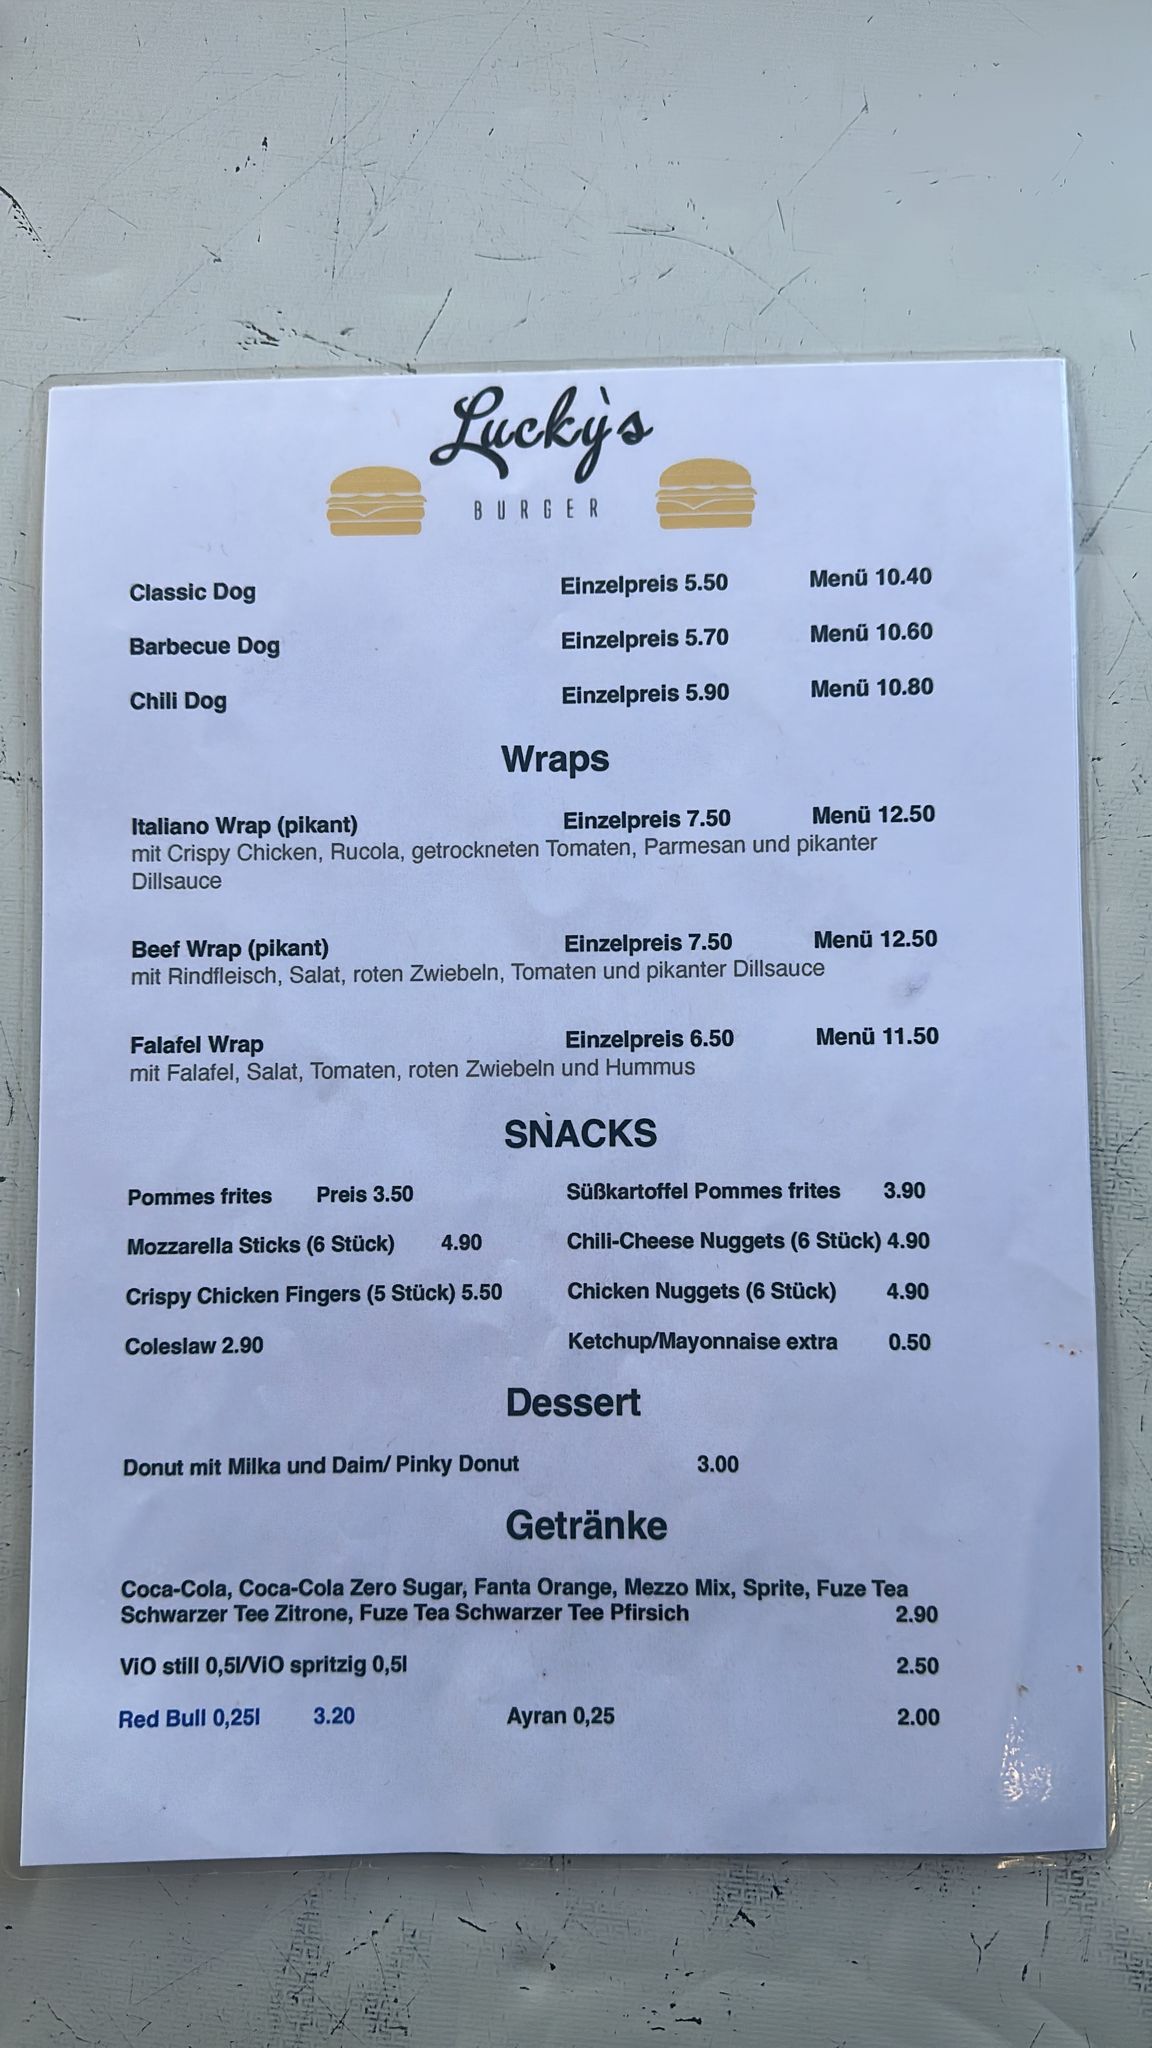 Lucky's
BURGER
Classic Dog Einzelpreis 5.50 Menü 10.40
Barbecue Dog Einzelpreis 5.70 Menü 10.60
Chili Dog Einzelpreis 5.90 Menü 10.80
Wraps
Italiano Wrap (pikant) Einzelpreis 7.50 Menü 12.50
mit Crispy Chicken, Rucola, getrockneten Tomaten, Parmesan und pikanter
Dillsauce
Beef Wrap (pikant) Einzelpreis 7.50 Menü 12.50
mit Rindfleisch, Salat, roten Zwiebeln, Tomaten und pikanter Dillsauce
Falafel Wrap Einzelpreis 6.50 Menü 11.50
mit Falafel, Salat, Tomaten, roten Zwiebeln und Hummus
SNACKS
Pommes frites Preis 3.50 Süßkartoffel Pommes frites 3.90
Mozzarella Sticks (6 Stück) 4.90 Chili-Cheese Nuggets (6 Stück) 4.90
Crispy Chicken Fingers (5 Stück) 5.50 Chicken Nuggets (6 Stück) 4.90
Coleslaw 2.90 Ketchup/Mayonnaise extra 0.50
Dessert
Donut mit Milka und Daim/ Pinky Donut 3.00
Getränke
Coca-Cola, Coca-Cola Zero Sugar, Fanta Orange, Mezzo Mix, Sprite, Fuze Tea
Schwarzer Tee Zitrone, Fuze Tea Schwarzer Tee Pfirsich 2.90
ViO still 0,5l/ViO spritzig 0,5l 2.50
Red Bull 0,25l 3.20 Ayran 0,25 2.00